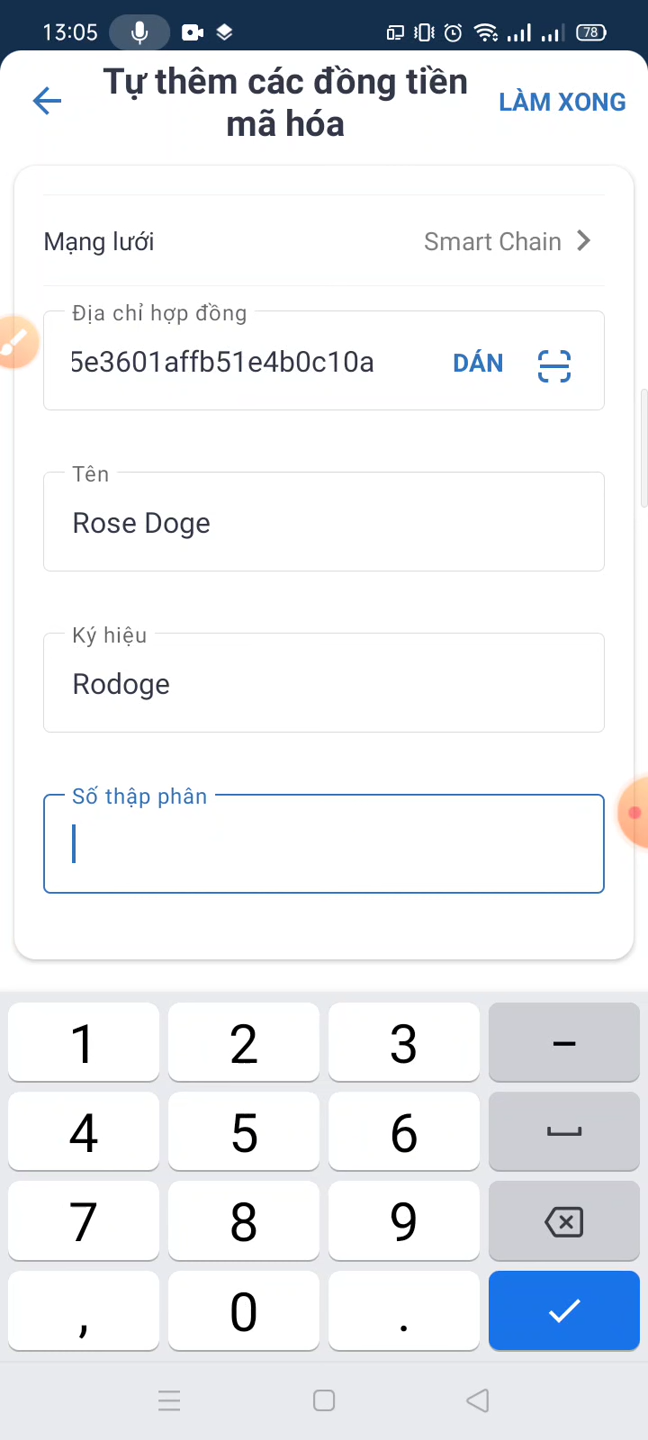 13:05
78
Tự thêm các đồng tiền
mã hóa
LÀM XONG
Mạng lưới
Smart Chain
Địa chỉ hợp đồng
5e3601affb51e4b0c10a
DÁN
Tên
Rose Doge
Ký hiệu
Rodoge
Số thập phân
1 2 3 –
4 5 6
7 8 9
, 0 .